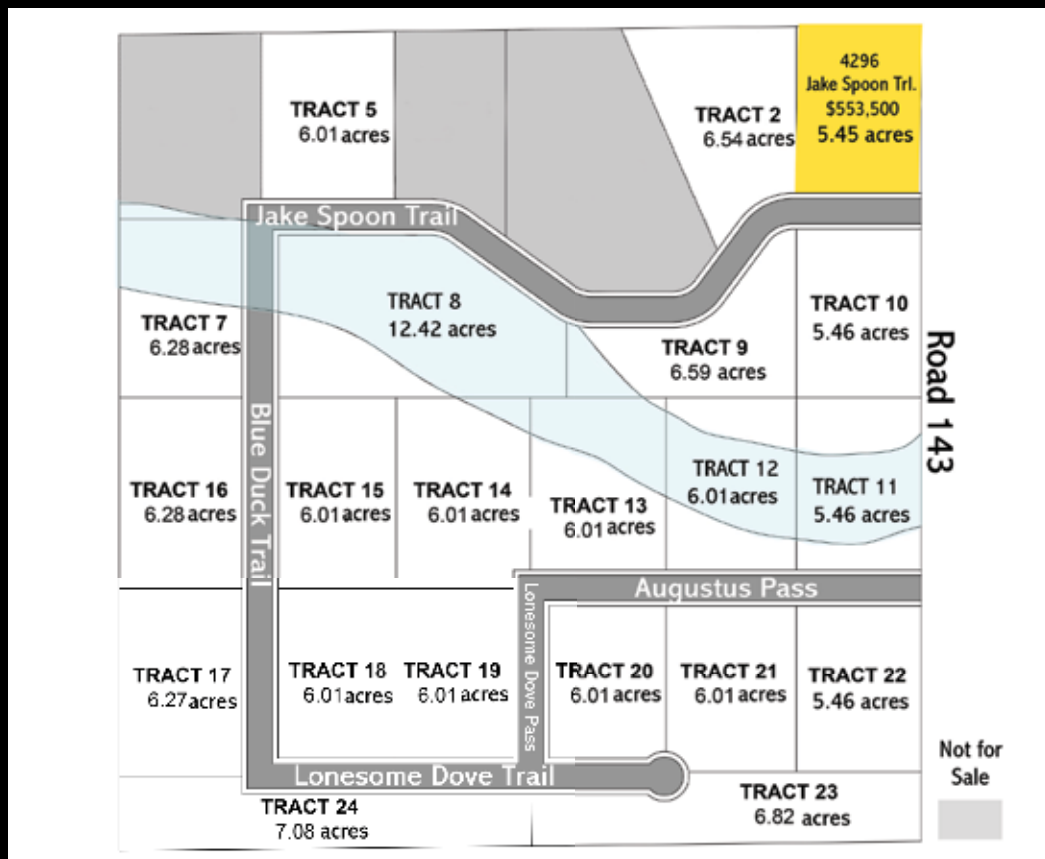 4296
Jake Spoon Trl.
$553,500
5.45 acres
TRACT 5
6.01 acres
TRACT 2
6.54 acres
Jake Spoon Trail
TRACT 8
12.42 acres
TRACT 10
5.46 acres
TRACT 7
6.28 acres
TRACT 9
6.59 acres
Road 143
Blue Duck Trail
TRACT 16
6.28 acres
TRACT 15
6.01 acres
TRACT 14
6.01 acres
TRACT 13
6.01 acres
TRACT 12
6.01 acres
TRACT 11
5.46 acres
Augustus Pass
Lonesome Dove Pass
TRACT 17
6.27 acres
TRACT 18
6.01 acres
TRACT 19
6.01 acres
TRACT 20
6.01 acres
TRACT 21
6.01 acres
TRACT 22
5.46 acres
Lonesome Dove Trail
TRACT 24
7.08 acres
TRACT 23
6.82 acres
Not for
Sale